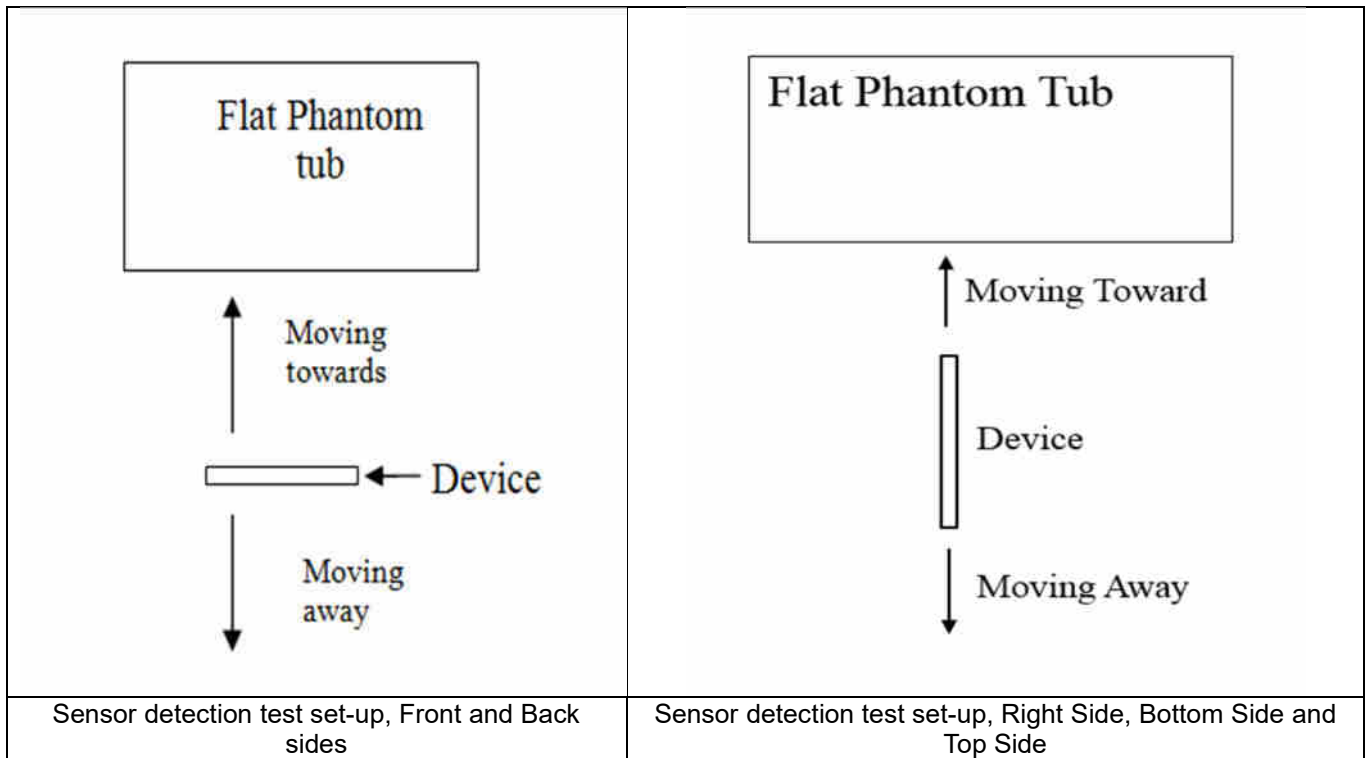 Flat Phantom
tub
Moving
towards
Device
Moving
away
Sensor detection test set-up, Front and Back
sides
Flat Phantom Tub
Moving Toward
Device
Moving Away
Sensor detection test set-up, Right Side, Bottom Side and
Top Side